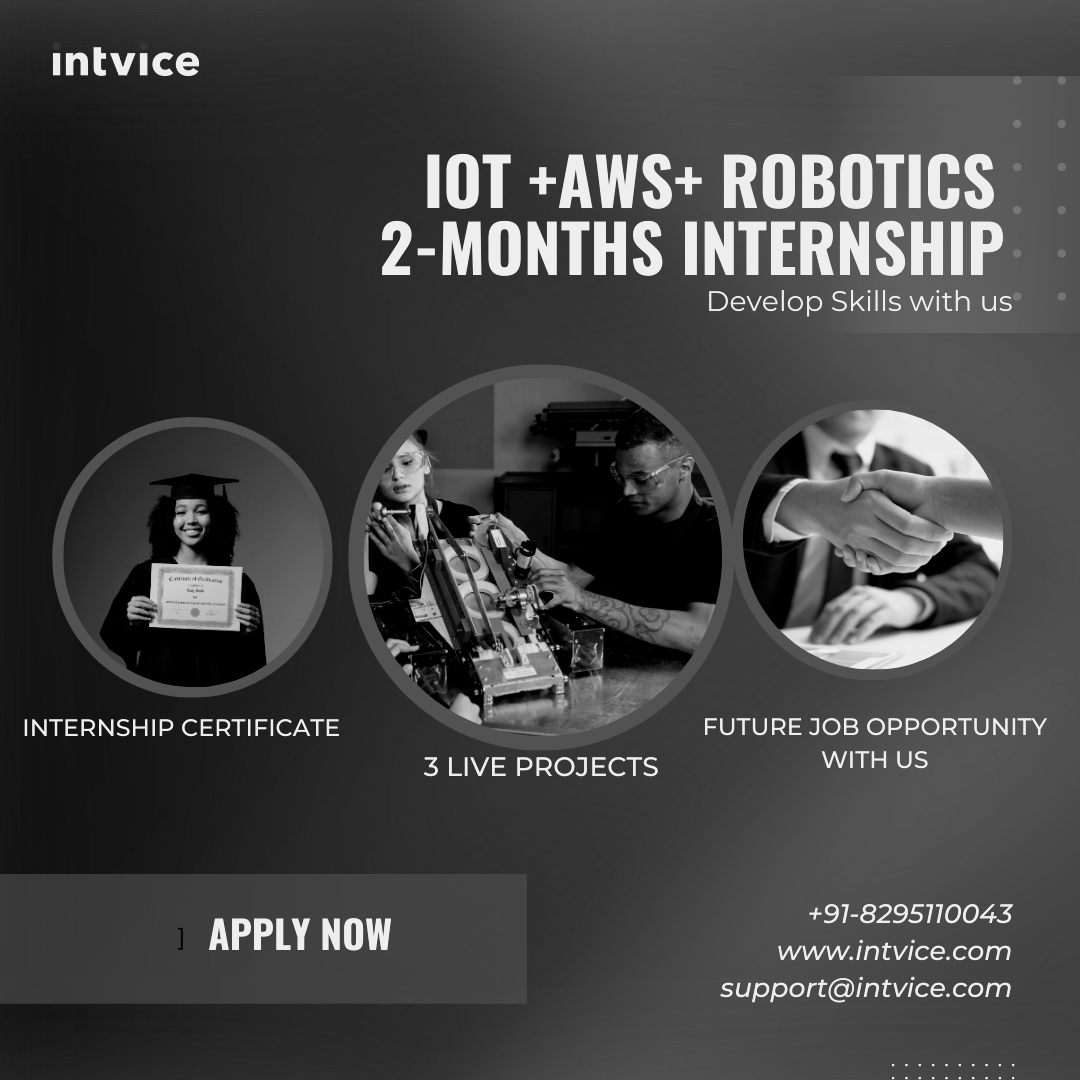 intvice
IOT +AWS+ ROBOTICS
2-MONTHS INTERNSHIP
Develop Skills with us
INTERNSHIP CERTIFICATE
3 LIVE PROJECTS
FUTURE JOB OPPORTUNITY
WITH US
] APPLY NOW
+91-8295110043
www.intvice.com
support@intvice.com